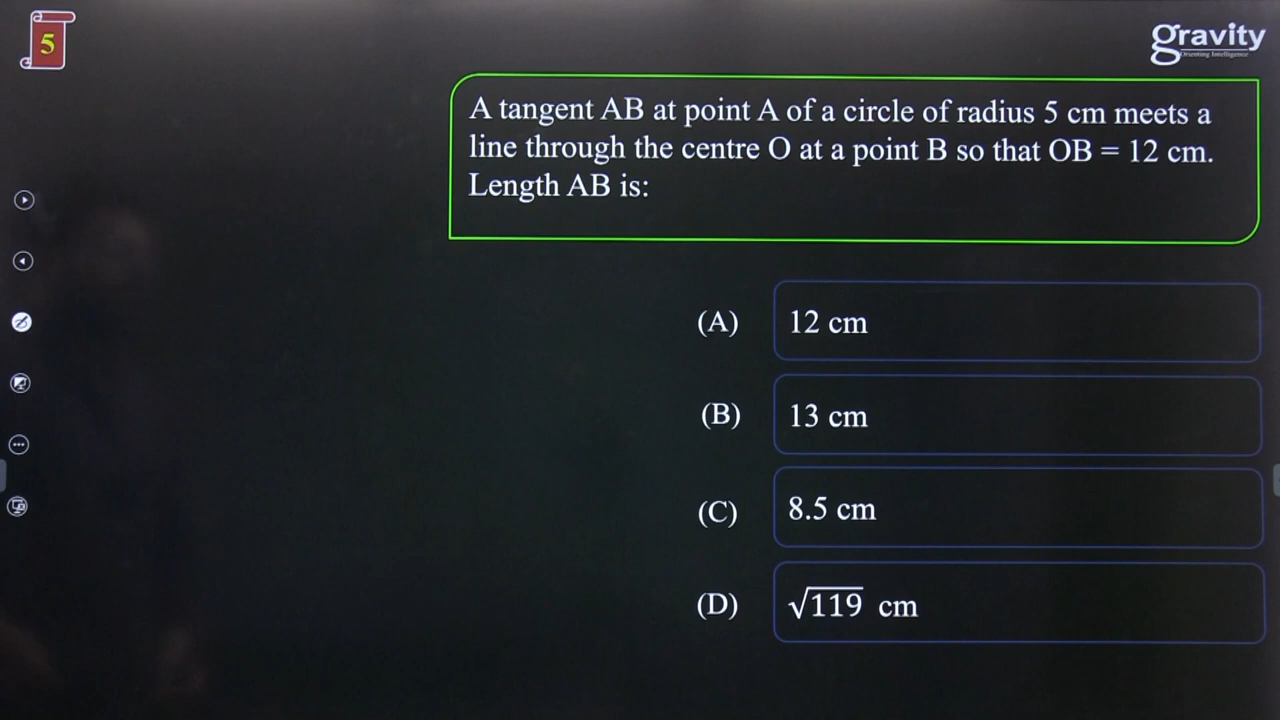 5
gravity
A tangent AB at point A of a circle of radius 5 cm meets a
line through the centre O at a point B so that OB = 12 cm.
Length AB is:
(A) 12 cm
(B) 13 cm
(C) 8.5 cm
(D) √119 cm